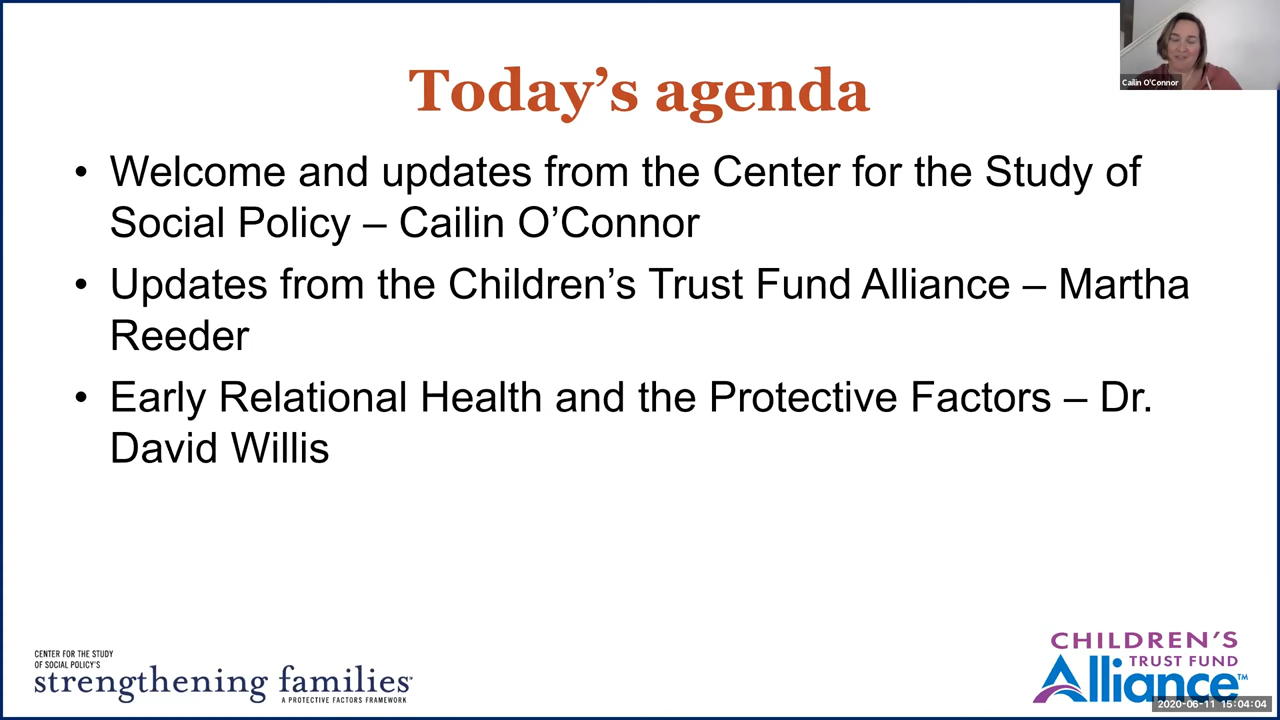 Cailin O'Connor
Today’s agenda
• Welcome and updates from the Center for the Study of
Social Policy – Cailin O’Connor
• Updates from the Children’s Trust Fund Alliance – Martha
Reeder
• Early Relational Health and the Protective Factors – Dr.
David Willis
CENTER FOR THE STUDY
OF SOCIAL POLICY'S
strengthening families
A PROTECTIVE FACTORS FRAMEWORK
CHILDREN'S
TRUST FUND
Alliance™
2020-06-11 15:04:04